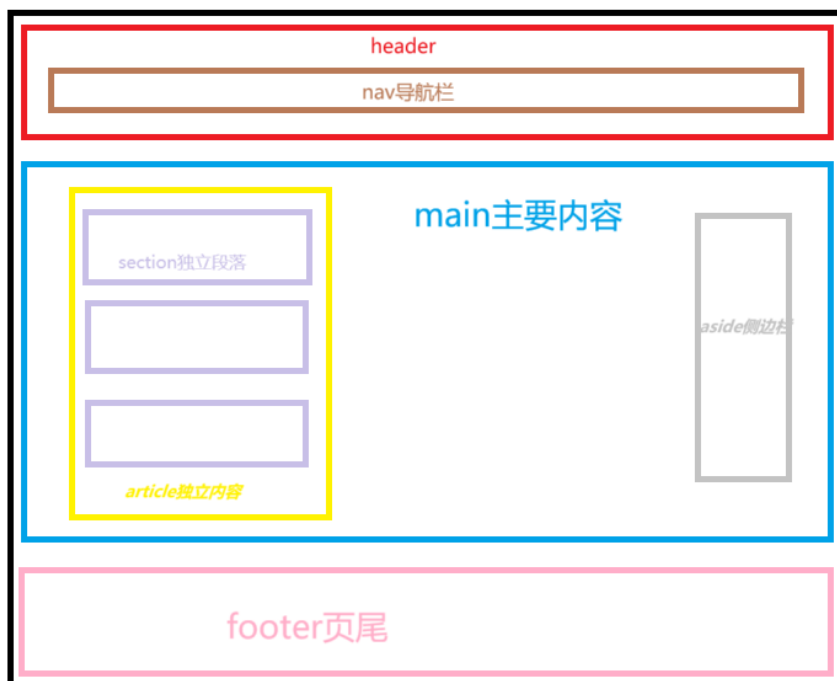 header
nav导航栏
main主要内容
section独立段落
aside侧边栏
article独立内容
footer页尾